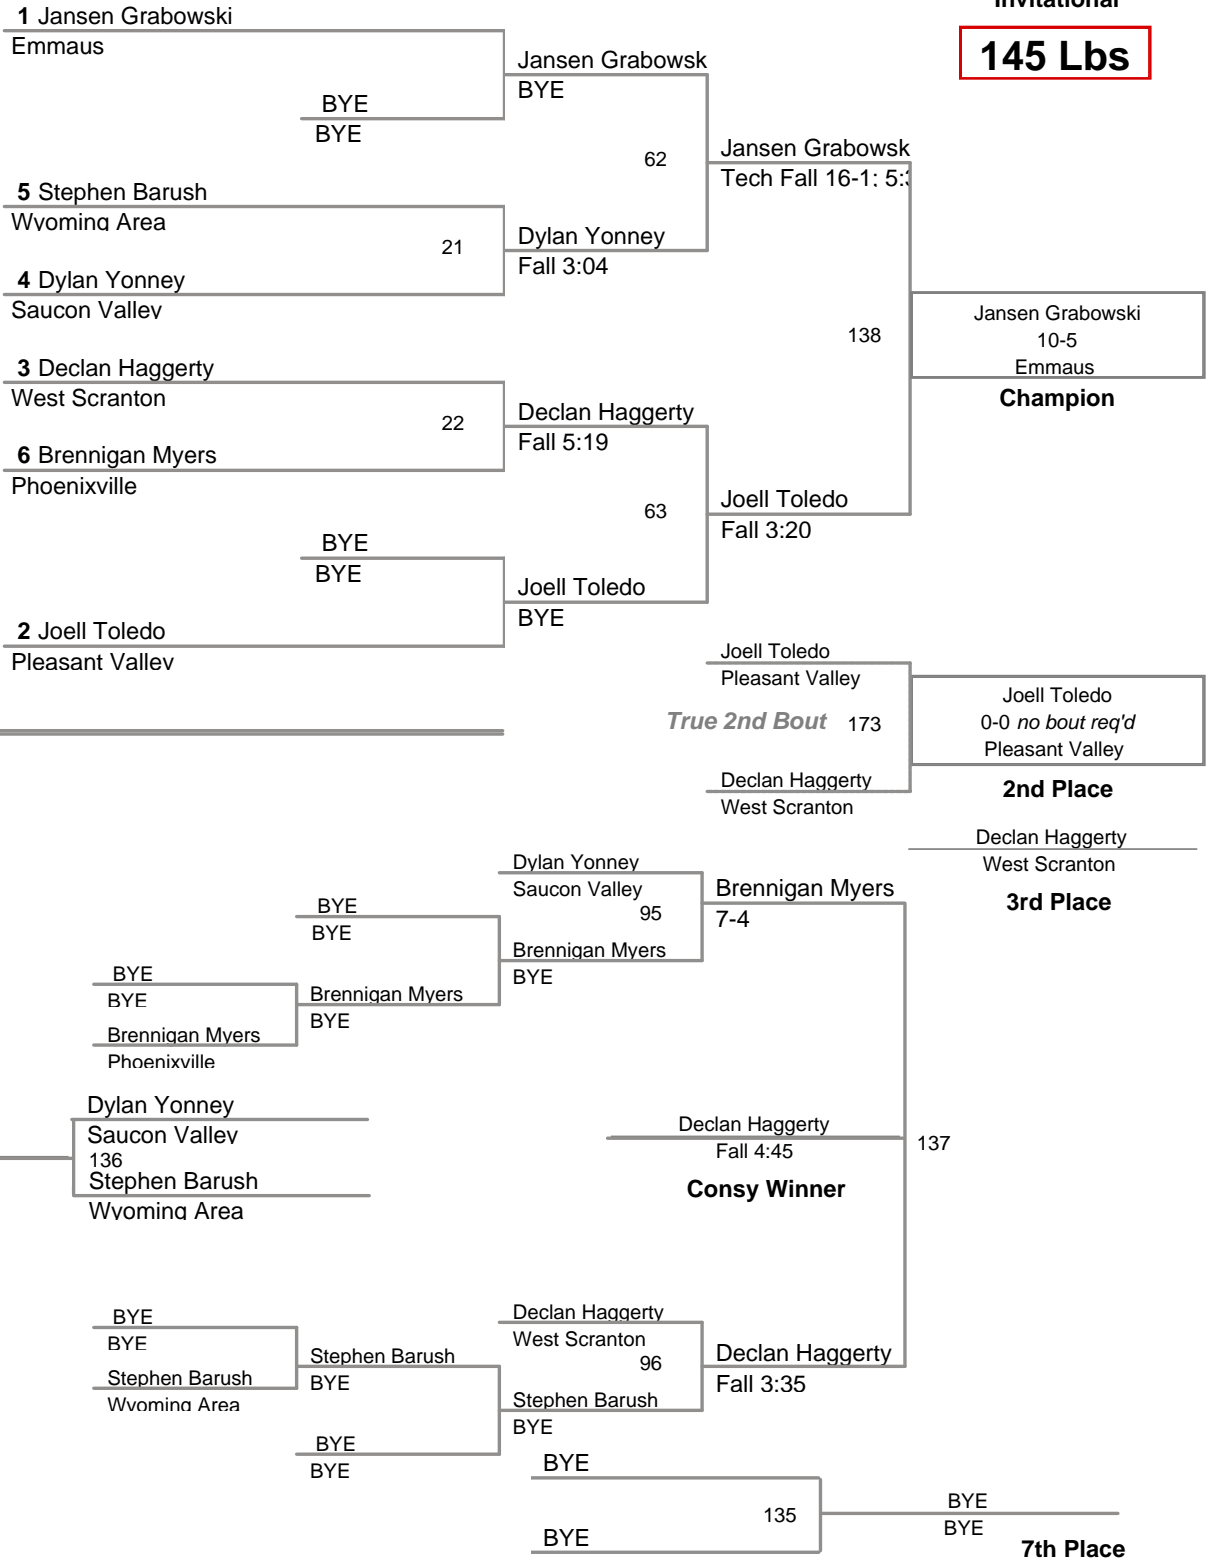 Invitational
145 Lbs
1 Jansen Grabowski
Emmaus
Jansen Grabowsk
BYE
BYE
BYE
62
Jansen Grabowsk
Tech Fall 16-1; 5:
5 Stephen Barush
Wyoming Area
21
Dylan Yonney
Fall 3:04
4 Dylan Yonney
Saucon Valley
138
Jansen Grabowski
10-5
Emmaus
Champion
3 Declan Haggerty
West Scranton
22
Declan Haggerty
Fall 5:19
6 Brennigan Myers
Phoenixville
63
Joell Toledo
Fall 3:20
BYE
BYE
Joell Toledo
BYE
2 Joell Toledo
Pleasant Valley
Joell Toledo
Pleasant Valley
True 2nd Bout 173
Joell Toledo
0-0 no bout req'd
Pleasant Valley
2nd Place
Declan Haggerty
West Scranton
Declan Haggerty
West Scranton
3rd Place
Dylan Yonney
Saucon Valley
95
Brennigan Myers
7-4
BYE
BYE
Brennigan Myers
BYE
BYE
BYE
Brennigan Myers
BYE
Brennigan Myers
Phoenixville
Dylan Yonney
Saucon Valley
136
Stephen Barush
Wyoming Area
Declan Haggerty
Fall 4:45
137
Consy Winner
BYE
BYE
Stephen Barush
BYE
Stephen Barush
Wyoming Area
Declan Haggerty
West Scranton
96
Declan Haggerty
Fall 3:35
Stephen Barush
BYE
BYE
BYE
BYE
135
BYE
BYE
BYE
7th Place